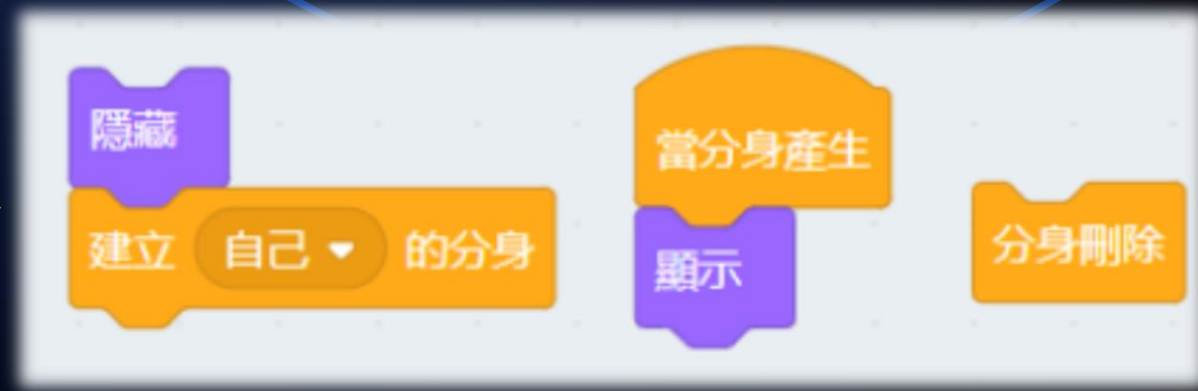 隱藏
建立 自己 的分身
當分身產生
顯示
分身刪除